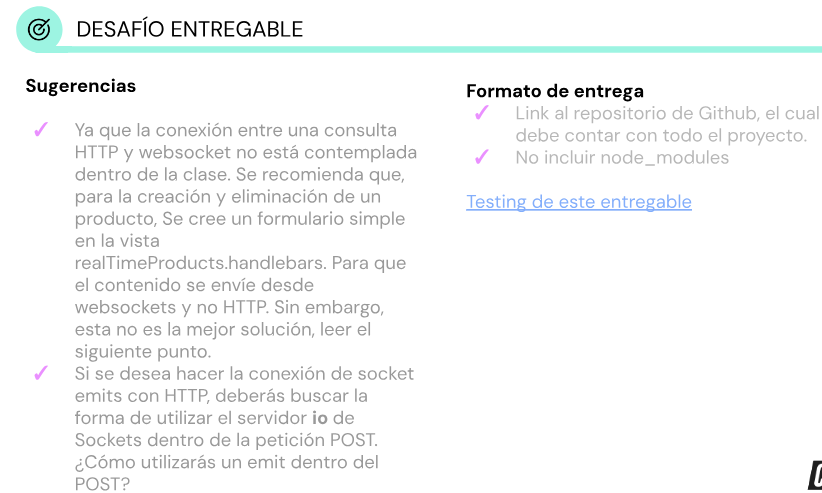 DESAFÍO ENTREGABLE
Sugerencias
✓ Ya que la conexión entre una consulta
HTTP y websocket no está contemplada
dentro de la clase. Se recomienda que,
para la creación y eliminación de un
producto, Se cree un formulario simple
en la vista
realTimeProducts.handlebars. Para que
el contenido se envíe desde
websockets y no HTTP. Sin embargo,
esta no es la mejor solución, leer el
siguiente punto.
✓ Si se desea hacer la conexión de socket
emits con HTTP, deberás buscar la
forma de utilizar el servidor io de
Sockets dentro de la petición POST.
¿Cómo utilizarás un emit dentro del
POST?
Formato de entrega
✓ Link al repositorio de Github, el cual
debe contar con todo el proyecto.
✓ No incluir node_modules
Testing de este entregable